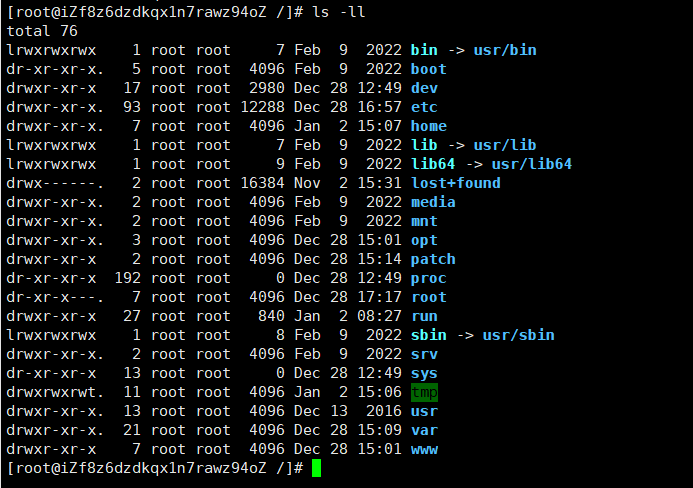 [root@iZf8z6dzdkqx1n7rawz94oZ /]# ls -ll
total 76
lrwxrwxrwx    1 root root     7 Feb  9  2022 bin -> usr/bin
dr-xr-xr-x.   5 root root  4096 Feb  9  2022 boot
drwxr-xr-x   17 root root  2980 Dec 28 12:49 dev
drwxr-xr-x.  93 root root 12288 Dec 28 16:57 etc
drwxr-xr-x.   7 root root  4096 Jan  2 15:07 home
lrwxrwxrwx    1 root root     7 Feb  9  2022 lib -> usr/lib
lrwxrwxrwx    1 root root     9 Feb  9  2022 lib64 -> usr/lib64
drwx------.   2 root root 16384 Nov  2 15:31 lost+found
drwxr-xr-x.   2 root root  4096 Feb  9  2022 media
drwxr-xr-x.   2 root root  4096 Feb  9  2022 mnt
drwxr-xr-x.   3 root root  4096 Dec 28 15:01 opt
drwxr-xr-x    2 root root  4096 Dec 28 15:14 patch
dr-xr-xr-x  192 root root     0 Dec 28 12:49 proc
dr-xr-x---.   7 root root  4096 Dec 28 17:17 root
drwxr-xr-x   27 root root   840 Jan  2 08:27 run
lrwxrwxrwx    1 root root     8 Feb  9  2022 sbin -> usr/sbin
drwxr-xr-x.   2 root root  4096 Feb  9  2022 srv
dr-xr-xr-x   13 root root     0 Dec 28 12:49 sys
drwxrwxrwt.  11 root root  4096 Jan  2 15:06 tmp
drwxr-xr-x.  13 root root  4096 Dec 13  2016 usr
drwxr-xr-x.  21 root root  4096 Dec 28 15:09 var
drwxr-xr-x    7 root root  4096 Dec 28 15:01 www
[root@iZf8z6dzdkqx1n7rawz94oZ /]#